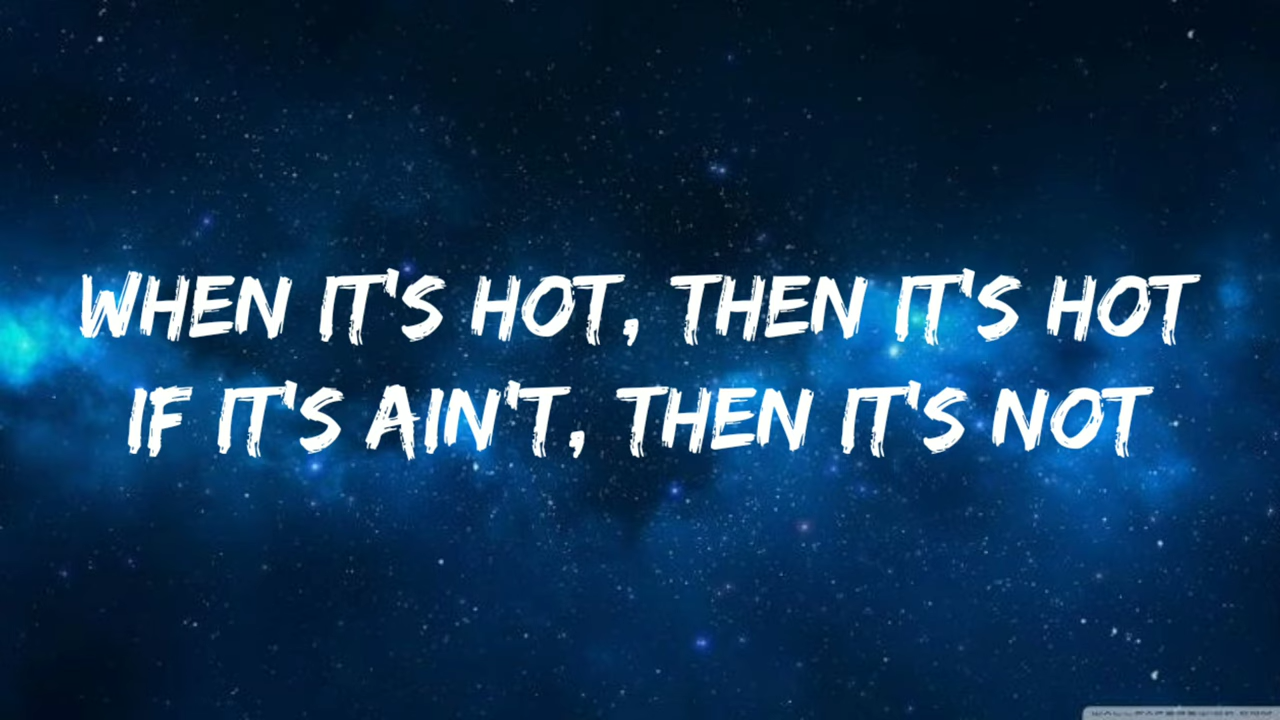 WHEN IT'S HOT, THEN IT'S HOT
IF IT'S AIN'T, THEN IT'S NOT